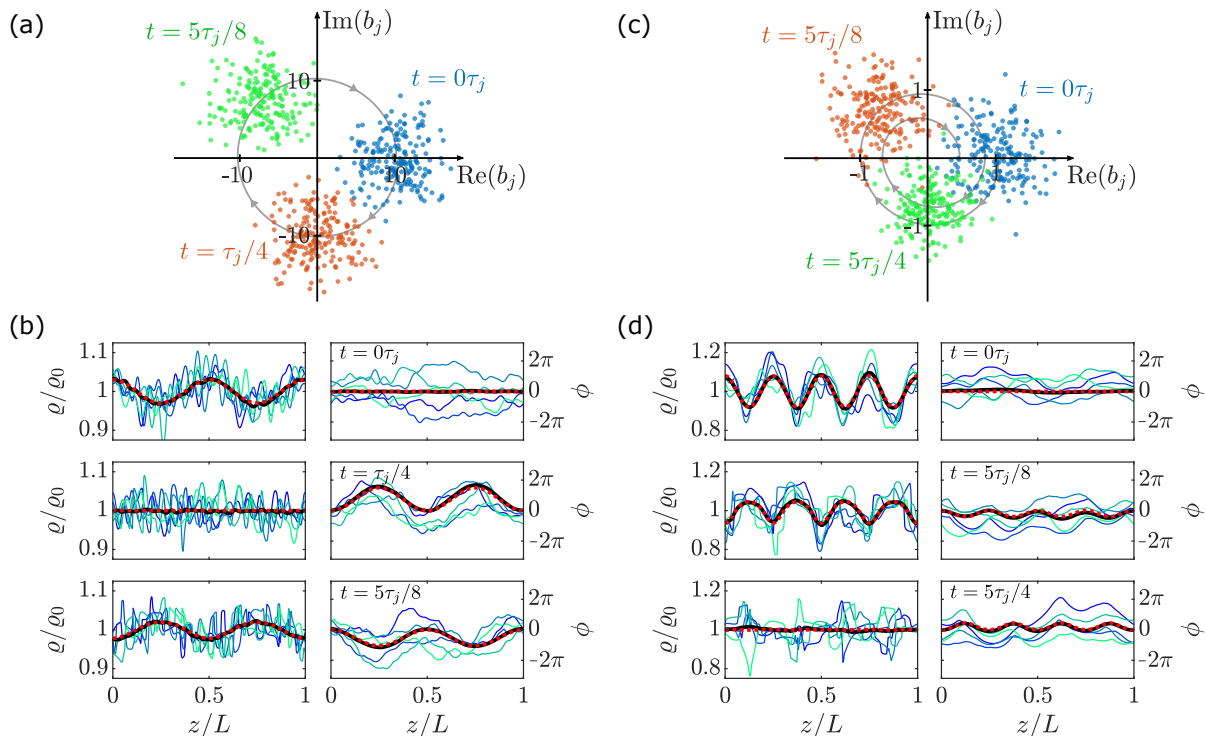 (a)
Im(b_j)
t = 5τ_j/8
10
t = 0τ_j
-10
10
Re(b_j)
-10
t = τ_j/4
(c)
Im(b_j)
t = 5τ_j/8
1
t = 0τ_j
-1
1
Re(b_j)
-1
t = 5τ_j/4
(b)
ϱ/ϱ_0
1.1
1
0.9
t = 0τ_j
2π
0
-2π
ϕ
ϱ/ϱ_0
1.1
1
0.9
t = τ_j/4
2π
0
-2π
ϕ
ϱ/ϱ_0
1.1
1
0.9
t = 5τ_j/8
2π
0
-2π
ϕ
0 0.5 1
0 0.5 1
z/L
z/L
(d)
ϱ/ϱ_0
1.2
1
0.8
t = 0τ_j
2π
0
-2π
ϕ
ϱ/ϱ_0
1.2
1
0.8
t = 5τ_j/8
2π
0
-2π
ϕ
ϱ/ϱ_0
1.2
1
0.8
t = 5τ_j/4
2π
0
-2π
ϕ
0 0.5 1
0 0.5 1
z/L
z/L